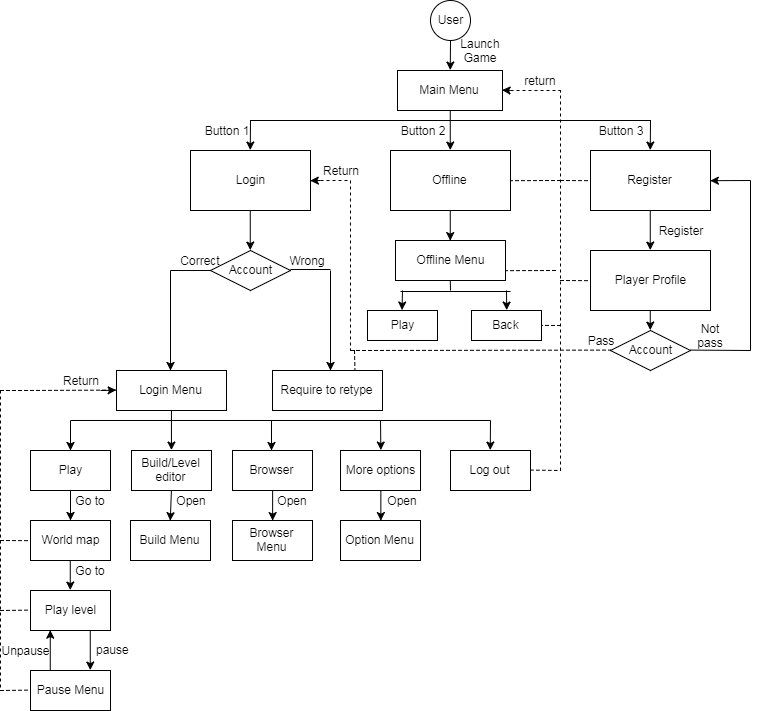 User
Launch
Game
Main Menu
return
Button 1
Button 2
Button 3
Login
Return
Offline
Register
Register
Correct
Account
Wrong
Offline Menu
Player Profile
Play
Back
Pass
Account
Not
pass
Return
Login Menu
Require to retype
Play
Build/Level
editor
Browser
More options
Log out
Go to
Open
Open
Open
World map
Build Menu
Browser
Menu
Option Menu
Go to
Play level
Unpause
pause
Pause Menu